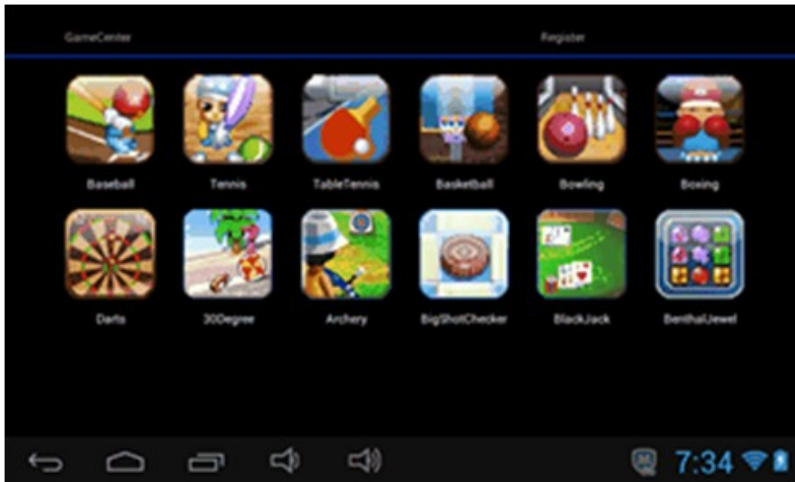 GameCenter Register
Baseball Tennis TableTennis Basketball Bowling Boxing
Darts 30Degree Archery BigShotChecker BlackJack BenthalJewel
7:34